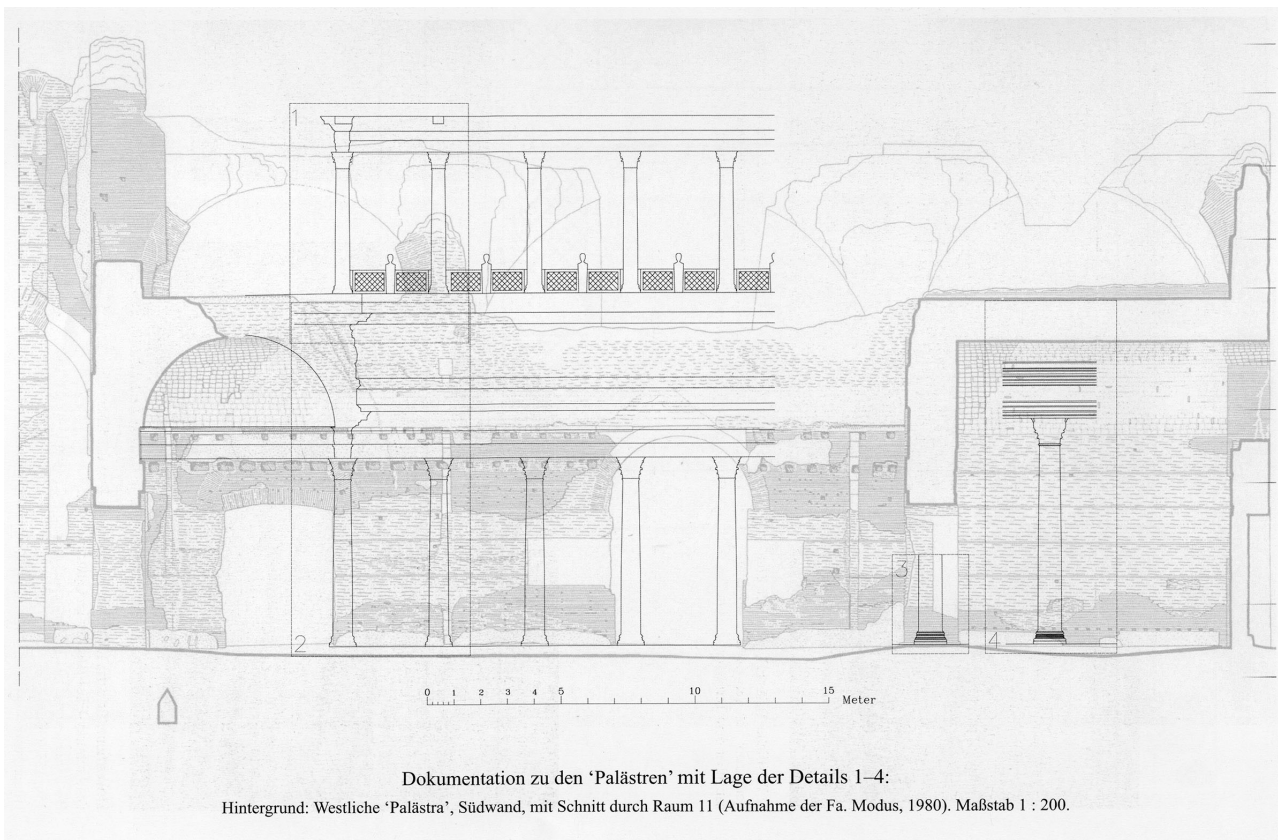 1
3
2
4
0 1 2 3 4 5 10 15 Meter
Dokumentation zu den ‘Palästren’ mit Lage der Details 1–4:
Hintergrund: Westliche ‘Palästra’, Südwand, mit Schnitt durch Raum 11 (Aufnahme der Fa. Modus, 1980). Maßstab 1 : 200.